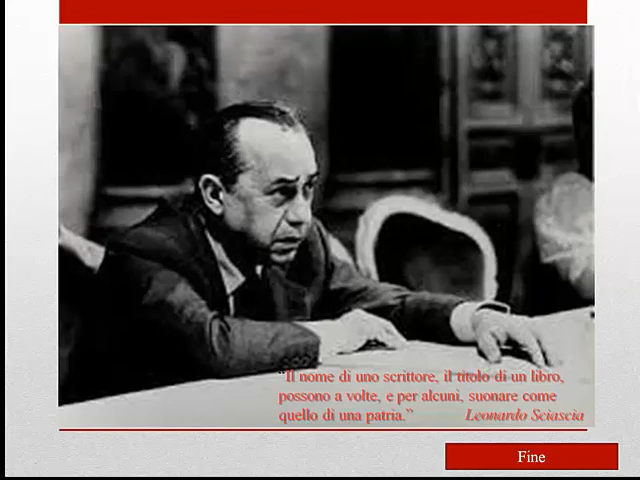 “Il nome di uno scrittore, il titolo di un libro,
possono a volte, e per alcuni, suonare come
quello di una patria.” Leonardo Sciascia
Fine